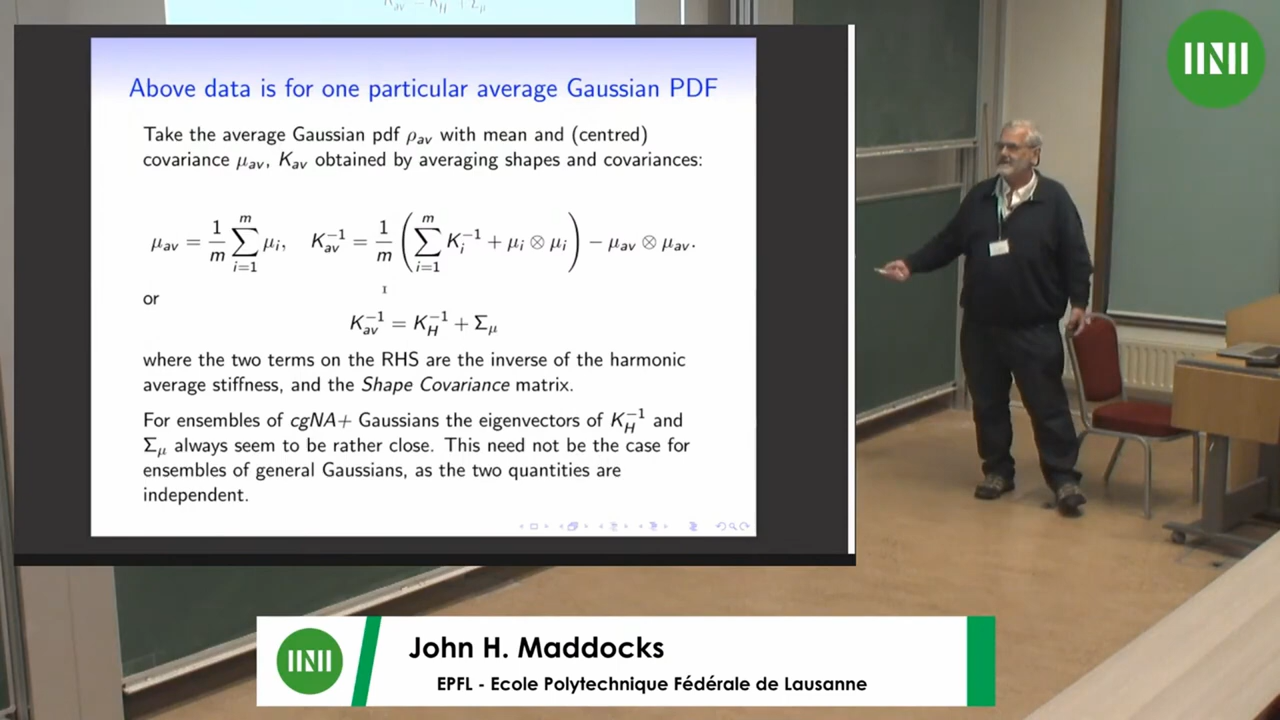 Above data is for one particular average Gaussian PDF
Take the average Gaussian pdf ρ_av with mean and (centred)
covariance μ_av, K_av obtained by averaging shapes and covariances:
μ_av = 1/m ∑_{i=1}^{m} μ_i, K_av^{-1} = 1/m ( ∑_{i=1}^{m} K_i^{-1} + μ_i ⊗ μ_i ) − μ_av ⊗ μ_av.
or
K_av^{-1} = K_H^{-1} + Σ_μ
where the two terms on the RHS are the inverse of the harmonic
average stiffness, and the Shape Covariance matrix.
For ensembles of cgNA+ Gaussians the eigenvectors of K_H^{-1} and
Σ_μ always seem to be rather close. This need not be the case for
ensembles of general Gaussians, as the two quantities are
independent.
John H. Maddocks
EPFL - Ecole Polytechnique Fédérale de Lausanne